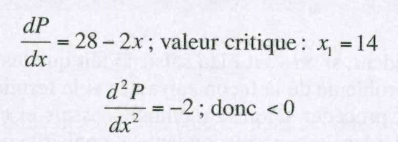 dP/dx = 28 − 2x ; valeur critique : x₁ = 14
d²P/dx² = −2 ; donc < 0